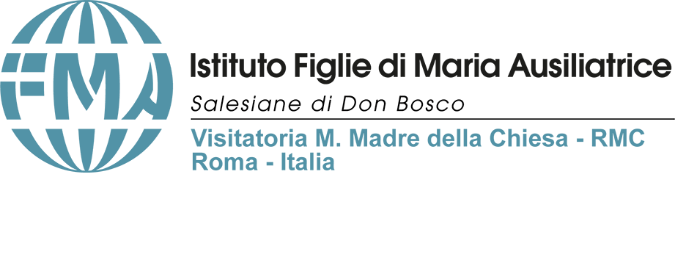 FMA
Istituto Figlie di Maria Ausiliatrice
Salesiane di Don Bosco
Visitatoria M. Madre della Chiesa - RMC
Roma - Italia